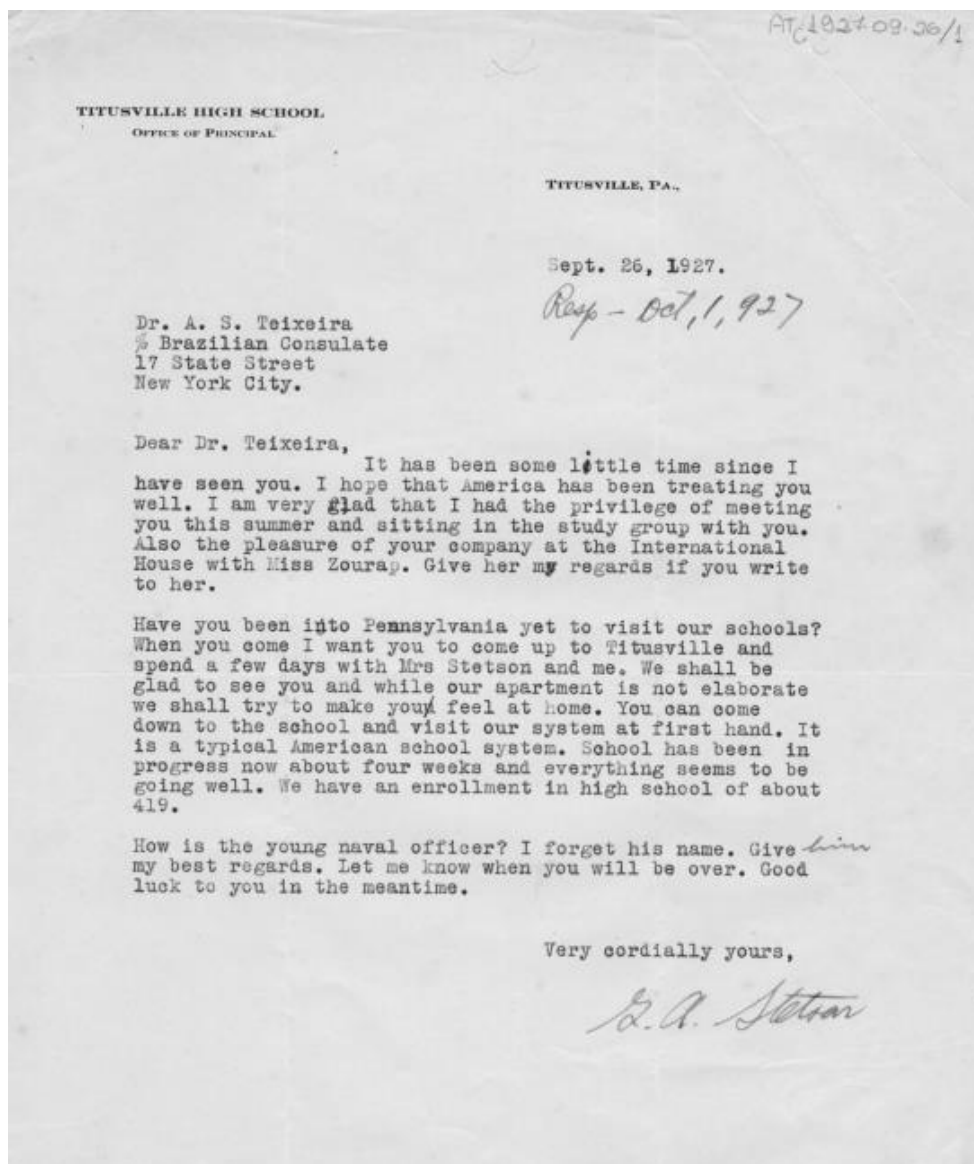 AT c 1927.09.26/1
TITUSVILLE HIGH SCHOOL
OFFICE OF PRINCIPAL
TITUSVILLE, PA.,
Sept. 26, 1927.
Resp - Oct, 1, 927
Dr. A. S. Teixeira
℅ Brazilian Consulate
17 State Street
New York City.
Dear Dr. Teixeira,
It has been some little time since I
have seen you. I hope that America has been treating you
well. I am very glad that I had the privilege of meeting
you this summer and sitting in the study group with you.
Also the pleasure of your company at the International
House with Miss Zourap. Give her my regards if you write
to her.
Have you been into Pennsylvania yet to visit our schools?
When you come I want you to come up to Titusville and
spend a few days with Mrs Stetson and me. We shall be
glad to see you and while our apartment is not elaborate
we shall try to make you feel at home. You can come
down to the school and visit our system at first hand. It
is a typical American school system. School has been in
progress now about four weeks and everything seems to be
going well. We have an enrollment in high school of about
419.
How is the young naval officer? I forget his name. Give him
my best regards. Let me know when you will be over. Good
luck to you in the meantime.
Very cordially yours,
G. A. Stetson